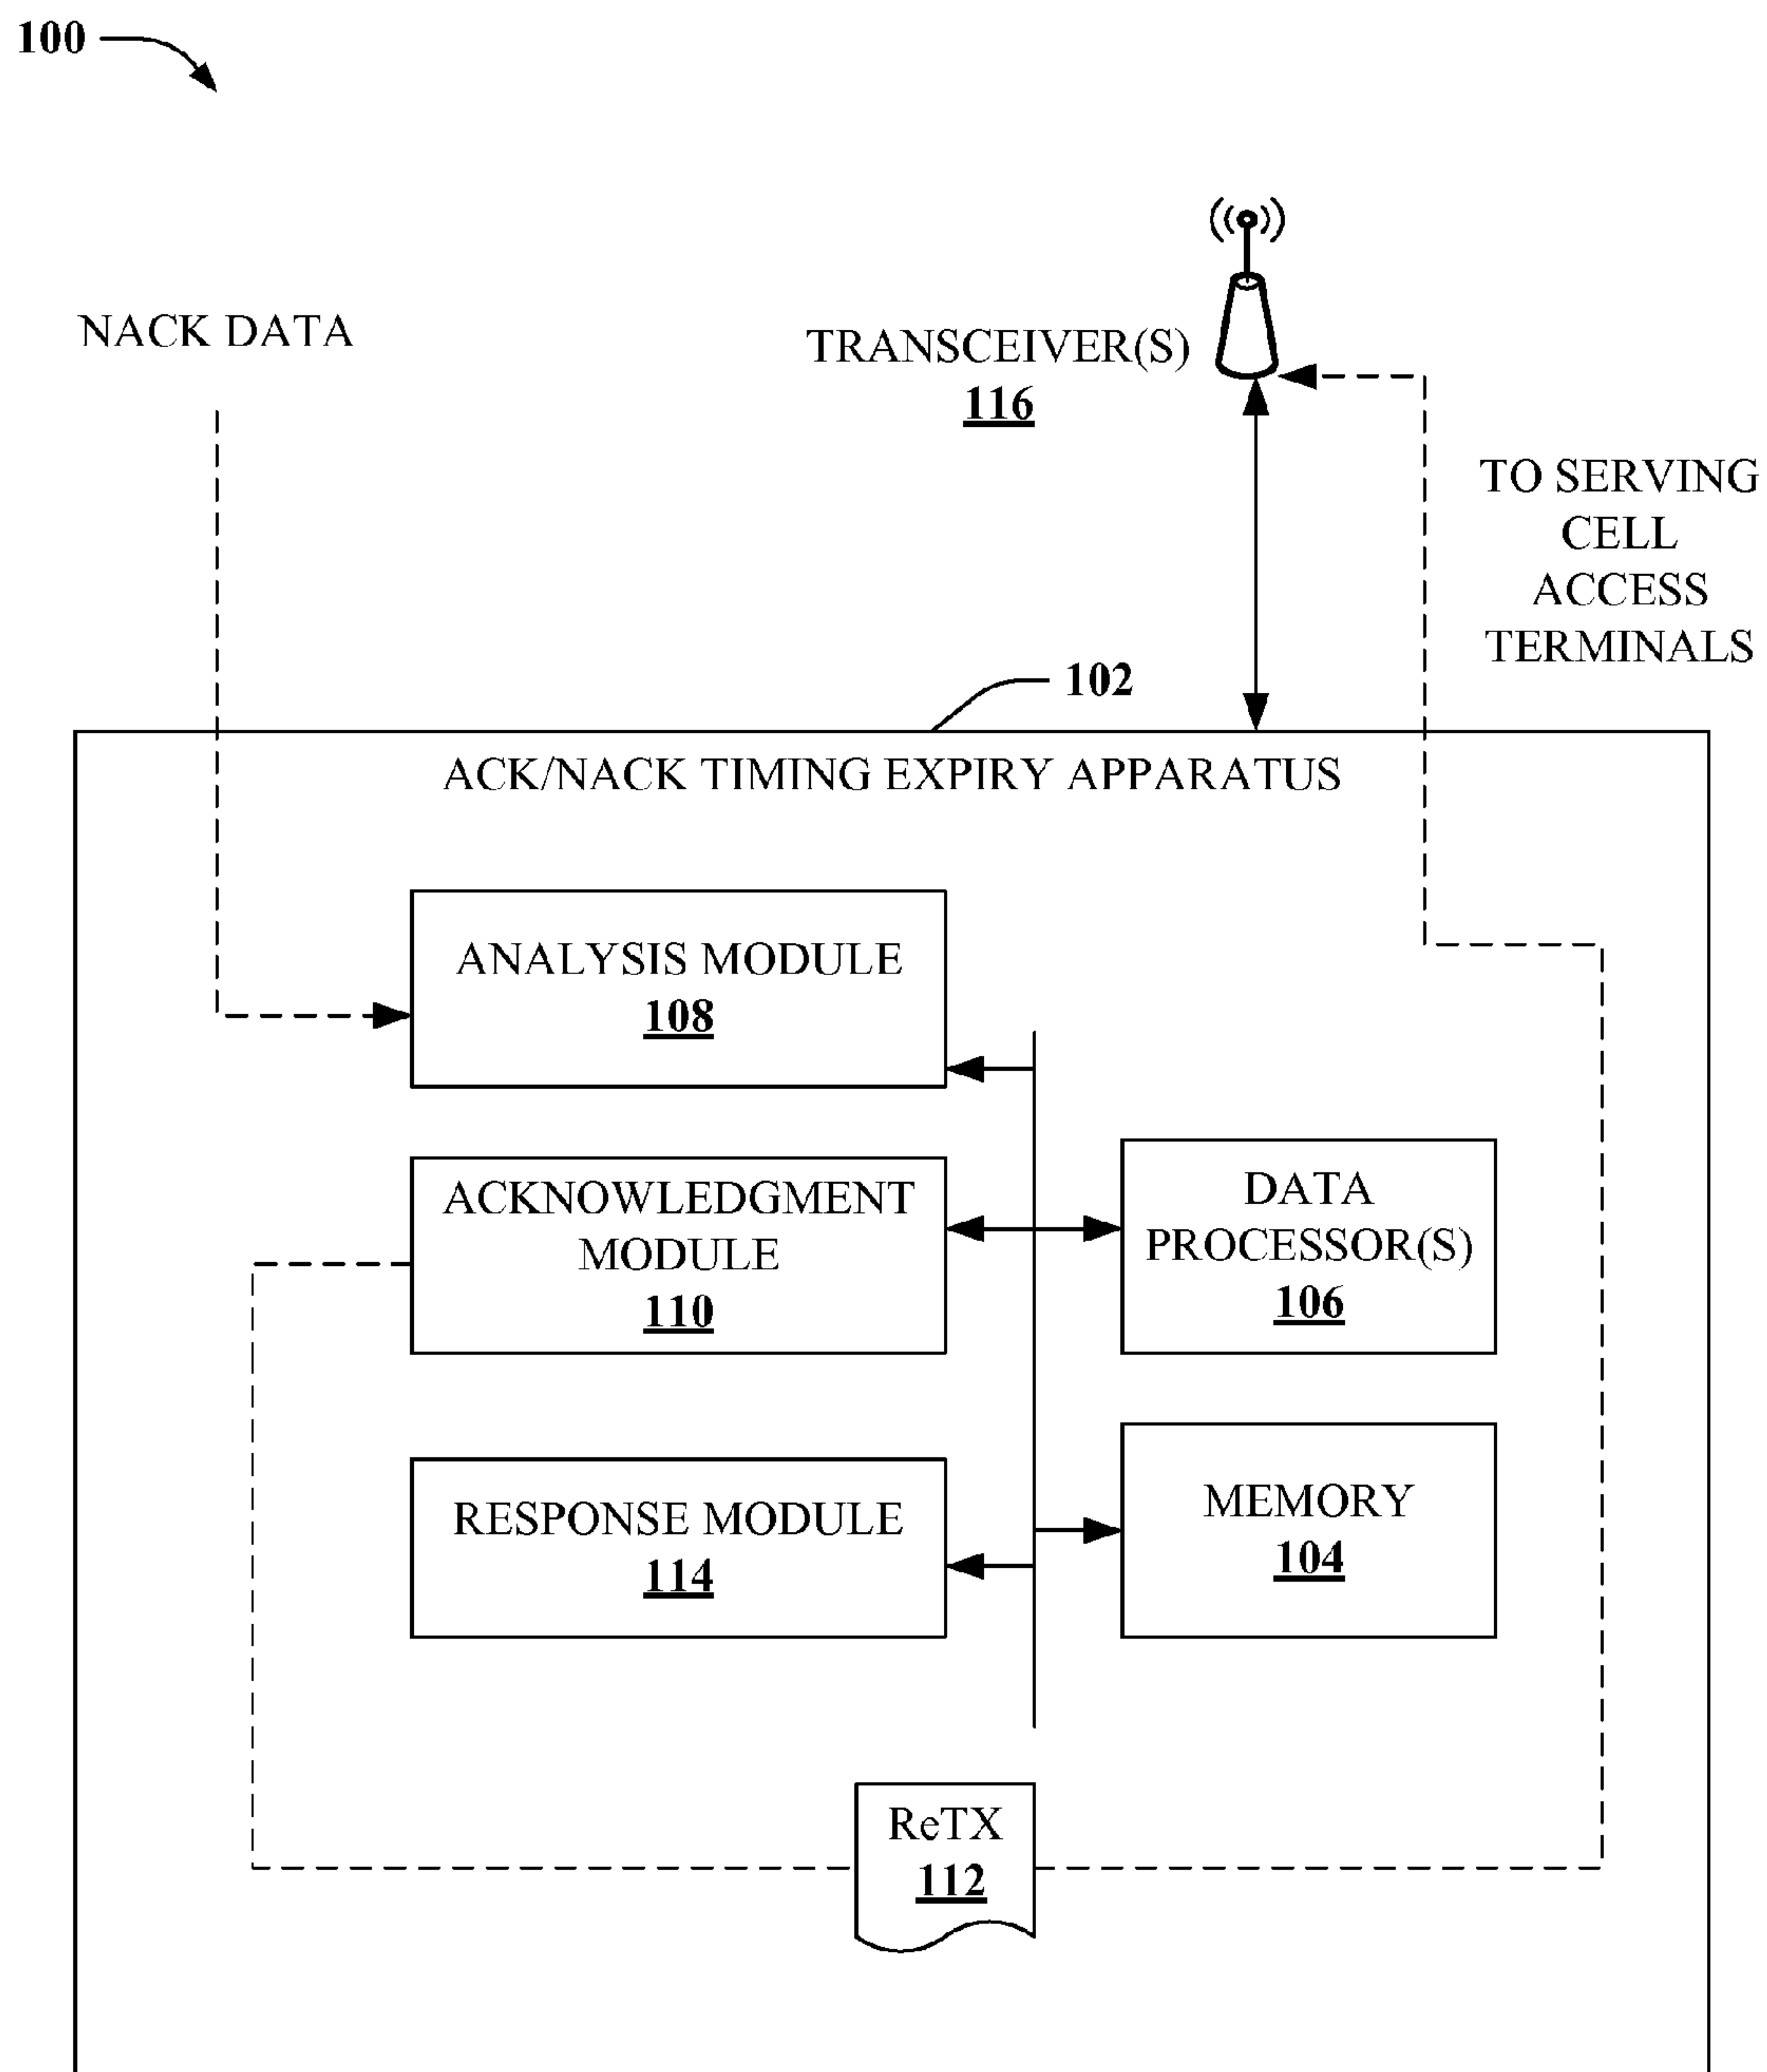 100
NACK DATA
TRANSCEIVER(S)
116
TO SERVING
CELL
ACCESS
TERMINALS
102
ACK/NACK TIMING EXPIRY APPARATUS
ANALYSIS MODULE
108
ACKNOWLEDGMENT
MODULE
110
DATA
PROCESSOR(S)
106
RESPONSE MODULE
114
MEMORY
104
ReTX
112